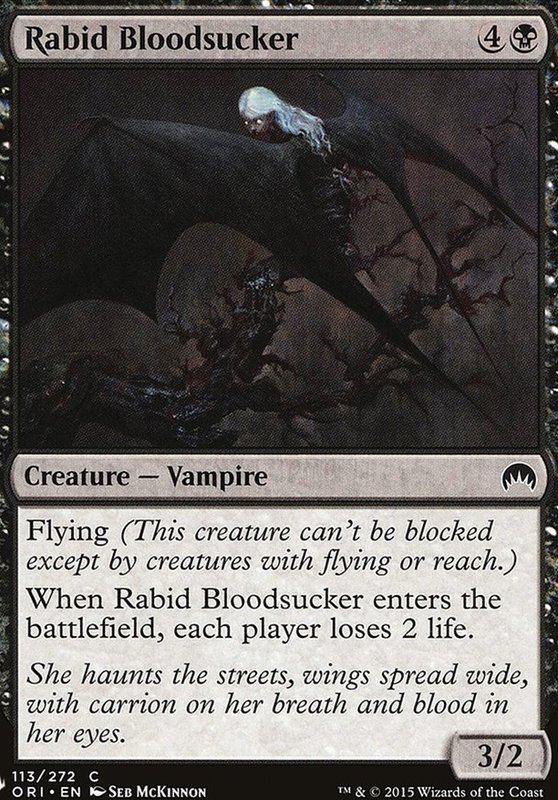 Rabid Bloodsucker 4
Creature — Vampire
Flying (This creature can't be blocked
except by creatures with flying or reach.)
When Rabid Bloodsucker enters the
battlefield, each player loses 2 life.
She haunts the streets, wings spread wide,
with carrion on her breath and blood in
her eyes.
3/2
113/272 C
ORI • EN Seb McKinnon
™ & © 2015 Wizards of the Coast